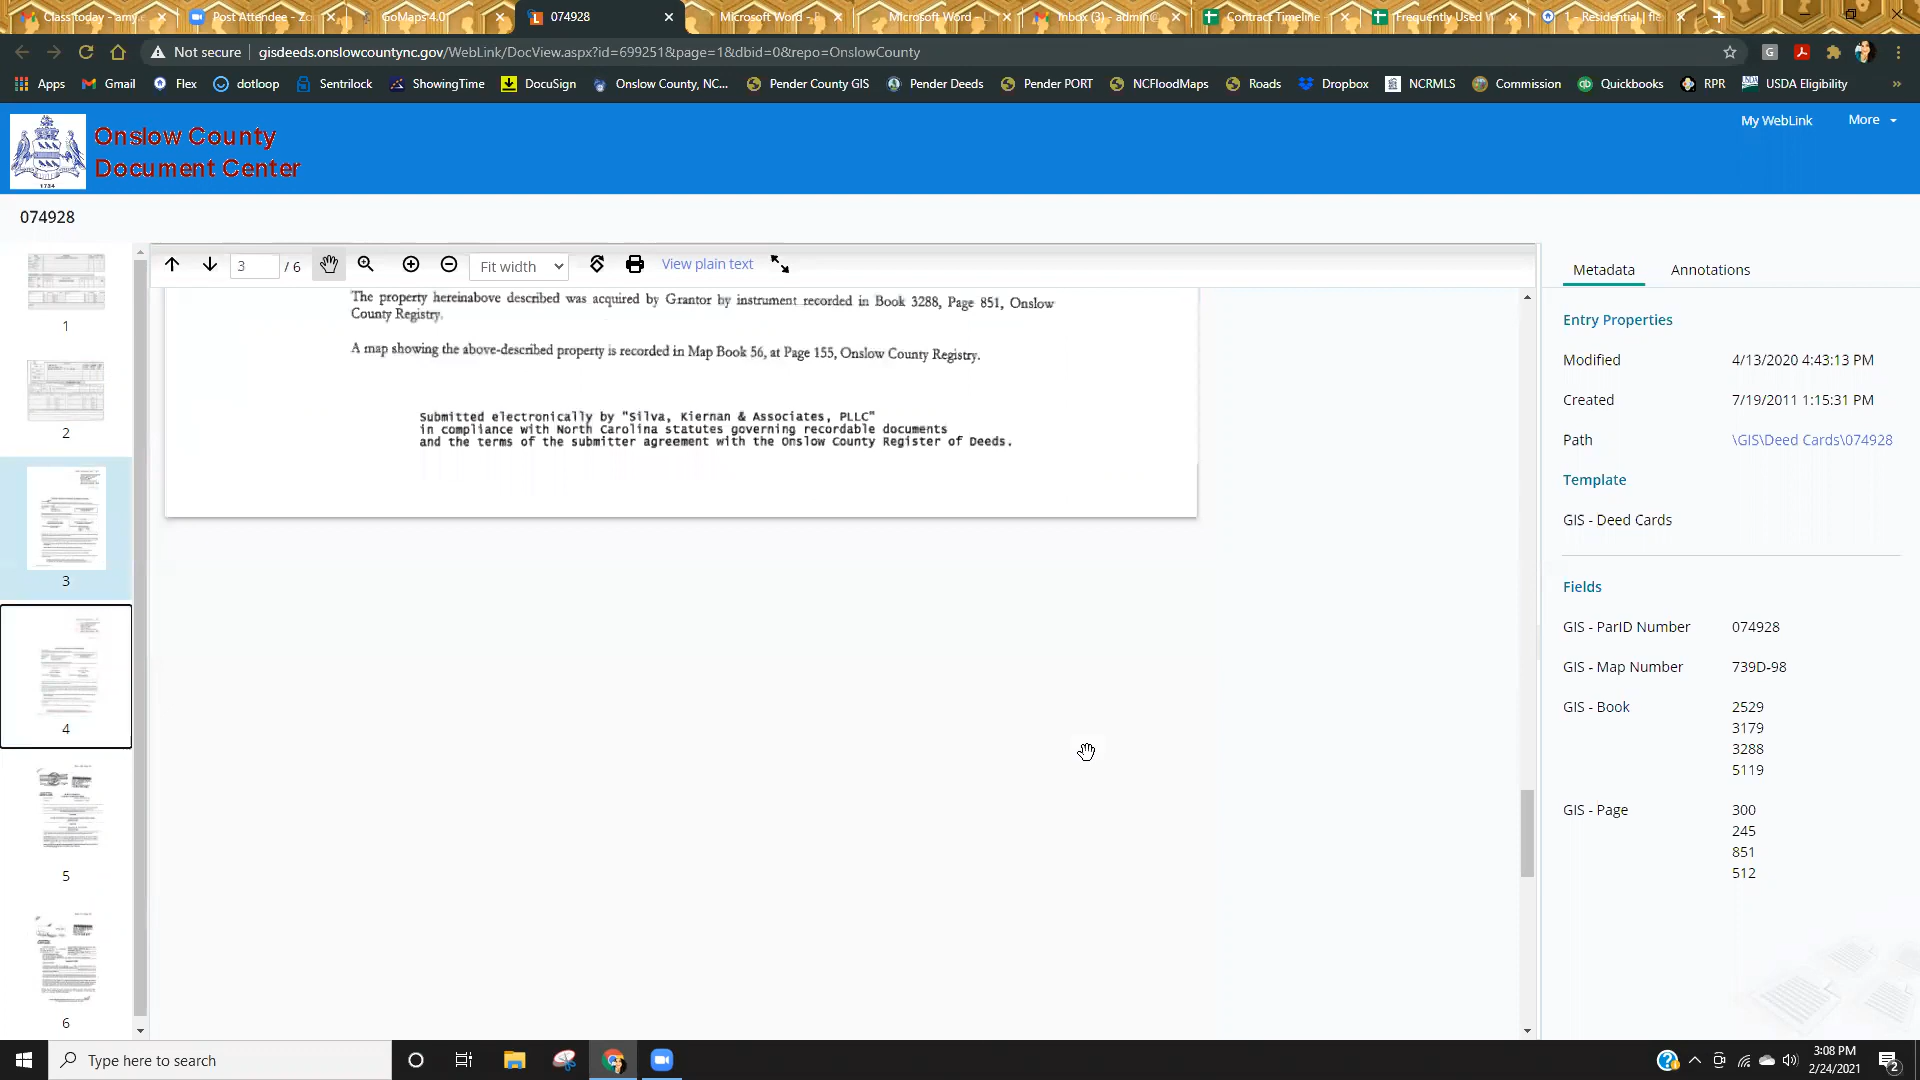 Class today - amy.e
Post Attendee - Zo
GoMaps 4.0
074928
Microsoft Word - F
Microsoft Word - L
Inbox (3) - admin@
Contract Timeline -
Frequently Used W
1 - Residential | fle
Not secure
gisdeeds.onslowcountync.gov/WebLink/DocView.aspx?id=699251&page=1&dbid=0&repo=OnslowCounty
Apps
Gmail
Flex
dotloop
Sentrilock
ShowingTime
DocuSign
Onslow County, NC...
Pender County GIS
Pender Deeds
Pender PORT
NCFloodMaps
Roads
Dropbox
NCRMLS
Commission
Quickbooks
RPR
USDA Eligibility
»
1734
Onslow County
Document Center
My WebLink
More
074928
3 / 6
Fit width
View plain text
Metadata
Annotations
1
2
3
4
5
6
The property hereinabove described was acquired by Grantor by instrument recorded in Book 3288, Page 851, Onslow
County Registry.
A map showing the above-described property is recorded in Map Book 56, at Page 155, Onslow County Registry.
Submitted electronically by "Silva, Kiernan & Associates, PLLC"
in compliance with North Carolina statutes governing recordable documents
and the terms of the submitter agreement with the Onslow County Register of Deeds.
Entry Properties
Modified 4/13/2020 4:43:13 PM
Created 7/19/2011 1:15:31 PM
Path \GIS\Deed Cards\074928
Template
GIS - Deed Cards
Fields
GIS - ParID Number 074928
GIS - Map Number 739D-98
GIS - Book 2529
3179
3288
5119
GIS - Page 300
245
851
512
Type here to search
3:08 PM
2/24/2021
2